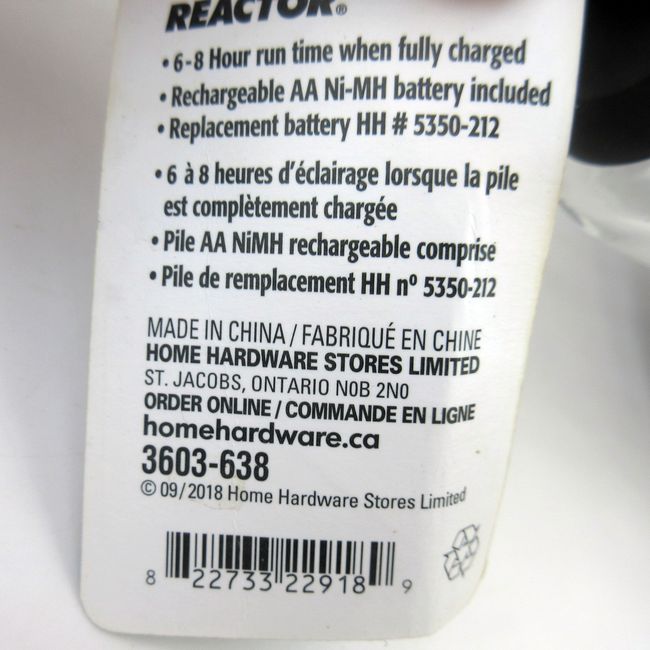 REACTOR®
• 6-8 Hour run time when fully charged
• Rechargeable AA Ni-MH battery included
• Replacement battery HH # 5350-212
• 6 à 8 heures d'éclairage lorsque la pile
est complètement chargée
• Pile AA NiMH rechargeable comprise
• Pile de remplacement HH nº 5350-212
MADE IN CHINA / FABRIQUÉ EN CHINE
HOME HARDWARE STORES LIMITED
ST. JACOBS, ONTARIO N0B 2N0
ORDER ONLINE / COMMANDE EN LIGNE
homehardware.ca
3603-638
© 09/2018 Home Hardware Stores Limited
8 22733 22918 9